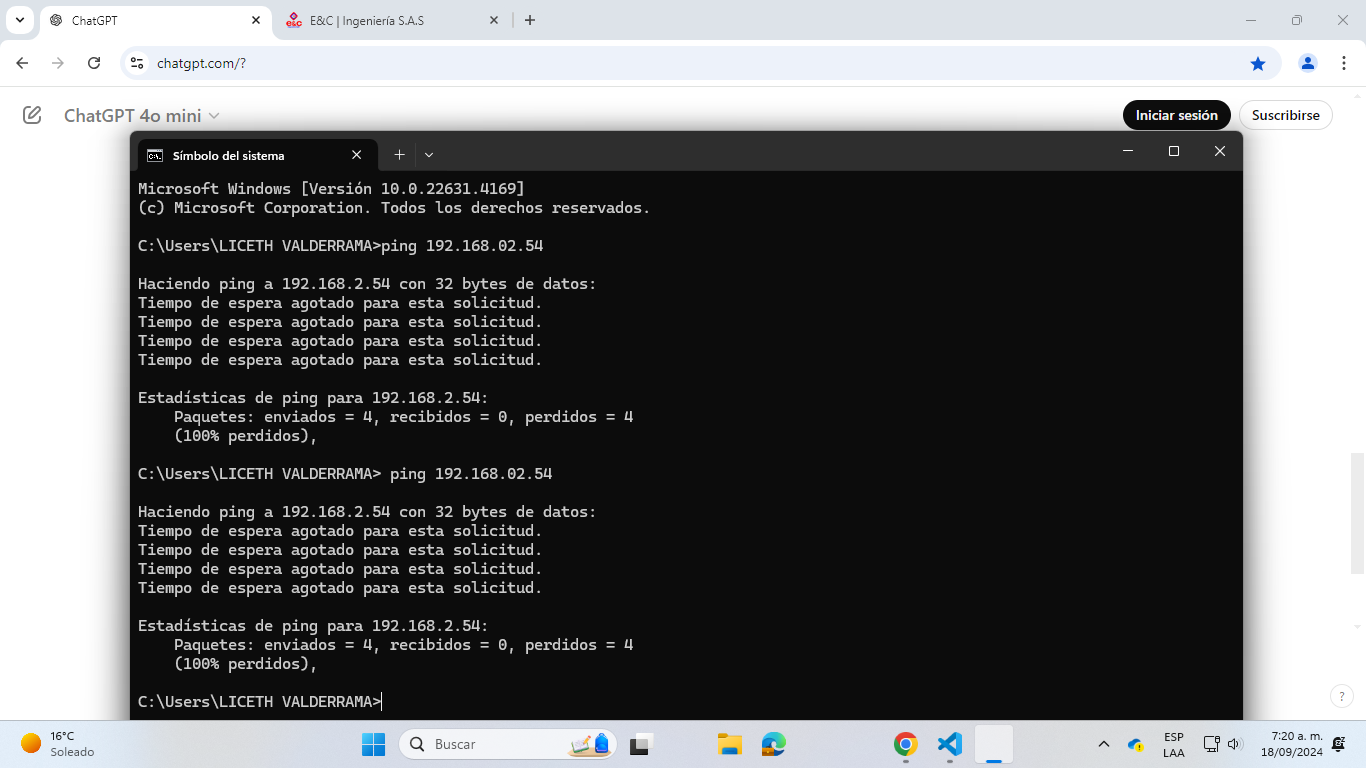 ChatGPT
E&C | Ingeniería S.A.S
chatgpt.com/?
ChatGPT 4o mini
Iniciar sesión
Suscribirse
Símbolo del sistema
Microsoft Windows [Versión 10.0.22631.4169]
(c) Microsoft Corporation. Todos los derechos reservados.
C:\Users\LICETH VALDERRAMA>ping 192.168.02.54
Haciendo ping a 192.168.2.54 con 32 bytes de datos:
Tiempo de espera agotado para esta solicitud.
Tiempo de espera agotado para esta solicitud.
Tiempo de espera agotado para esta solicitud.
Tiempo de espera agotado para esta solicitud.
Estadísticas de ping para 192.168.2.54:
Paquetes: enviados = 4, recibidos = 0, perdidos = 4
(100% perdidos),
C:\Users\LICETH VALDERRAMA> ping 192.168.02.54
Haciendo ping a 192.168.2.54 con 32 bytes de datos:
Tiempo de espera agotado para esta solicitud.
Tiempo de espera agotado para esta solicitud.
Tiempo de espera agotado para esta solicitud.
Tiempo de espera agotado para esta solicitud.
Estadísticas de ping para 192.168.2.54:
Paquetes: enviados = 4, recibidos = 0, perdidos = 4
(100% perdidos),
C:\Users\LICETH VALDERRAMA>
?
16°C
Soleado
Buscar
ESP
LAA
7:20 a. m.
18/09/2024